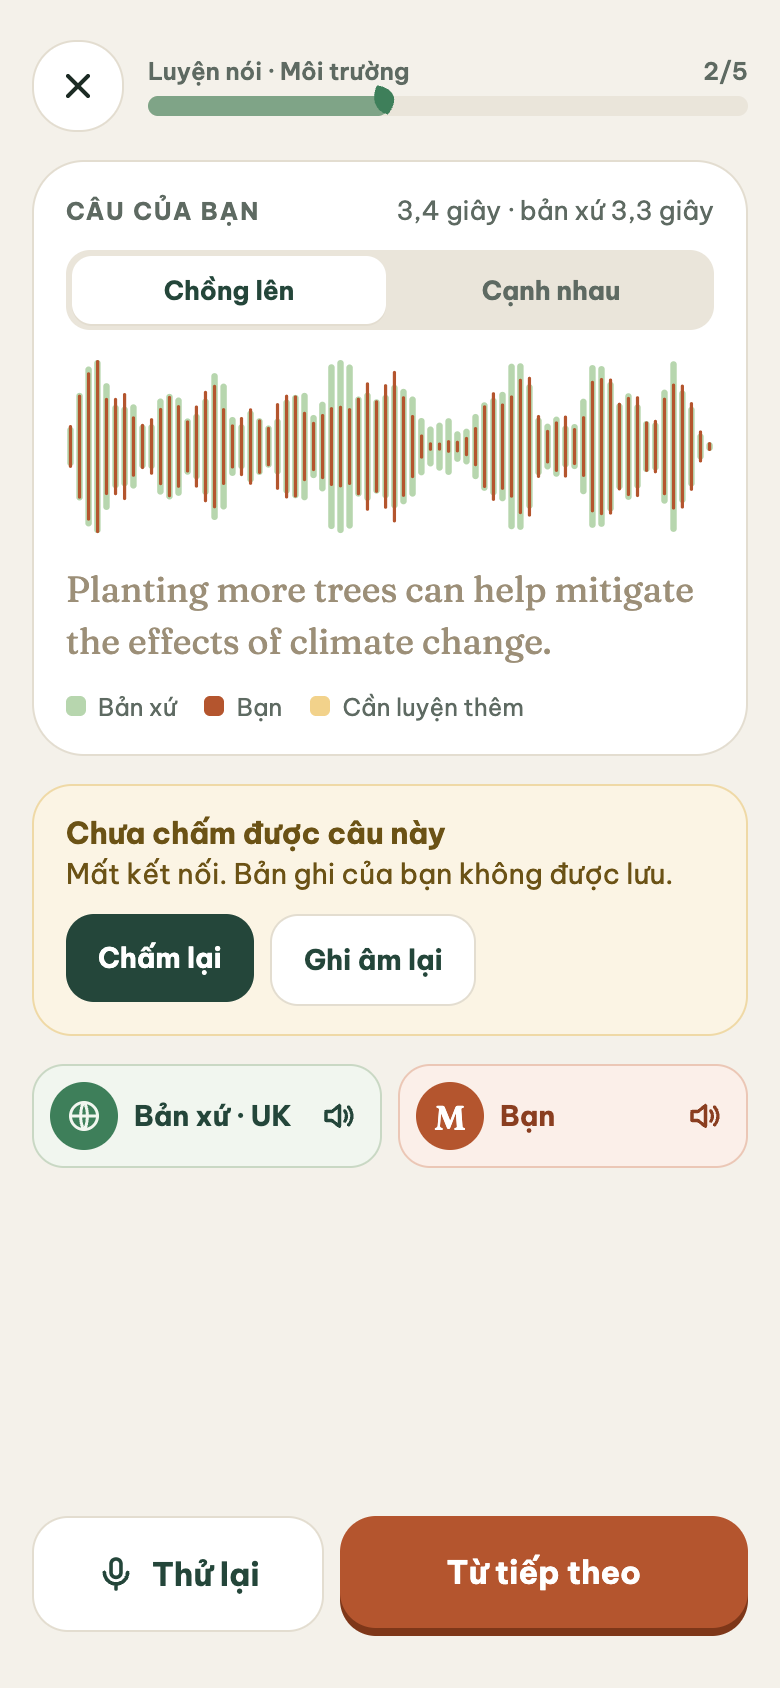 Luyện nói · Môi trường
2/5
CÂU CỦA BẠN
3,4 giây · bản xứ 3,3 giây
Chồng lên
Cạnh nhau
Planting more trees can help mitigate
the effects of climate change.
Bản xứ
Bạn
Cần luyện thêm
Chưa chấm được câu này
Mất kết nối. Bản ghi của bạn không được lưu.
Chấm lại
Ghi âm lại
Bản xứ · UK
M
Bạn
Thử lại
Từ tiếp theo